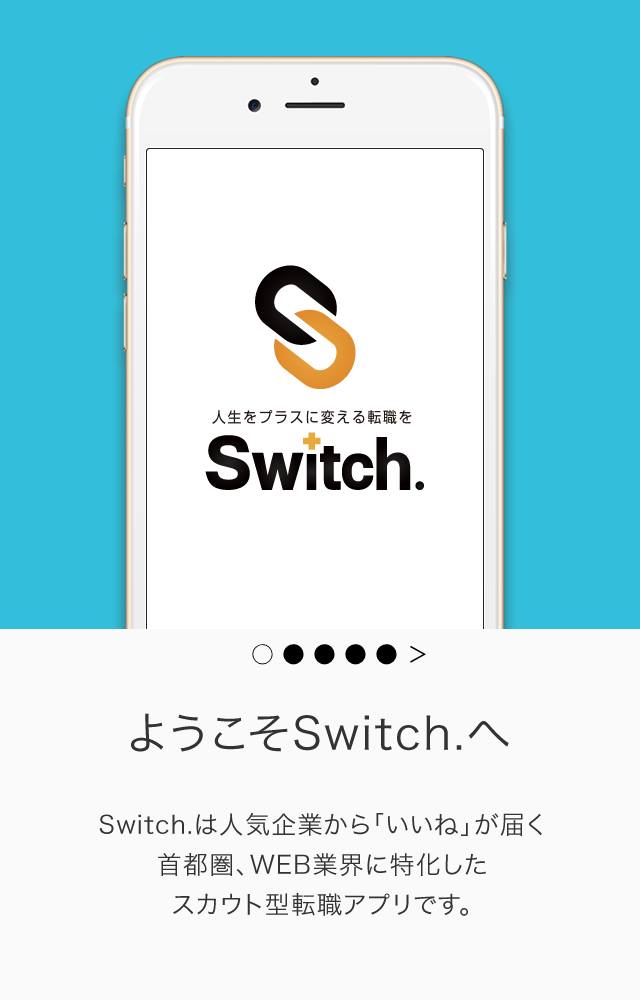 人生をプラスに変える転職を
Switch.
ようこそSwitch.へ
Switch.は人気企業から「いいね」が届く
首都圏、WEB業界に特化した
スカウト型転職アプリです。